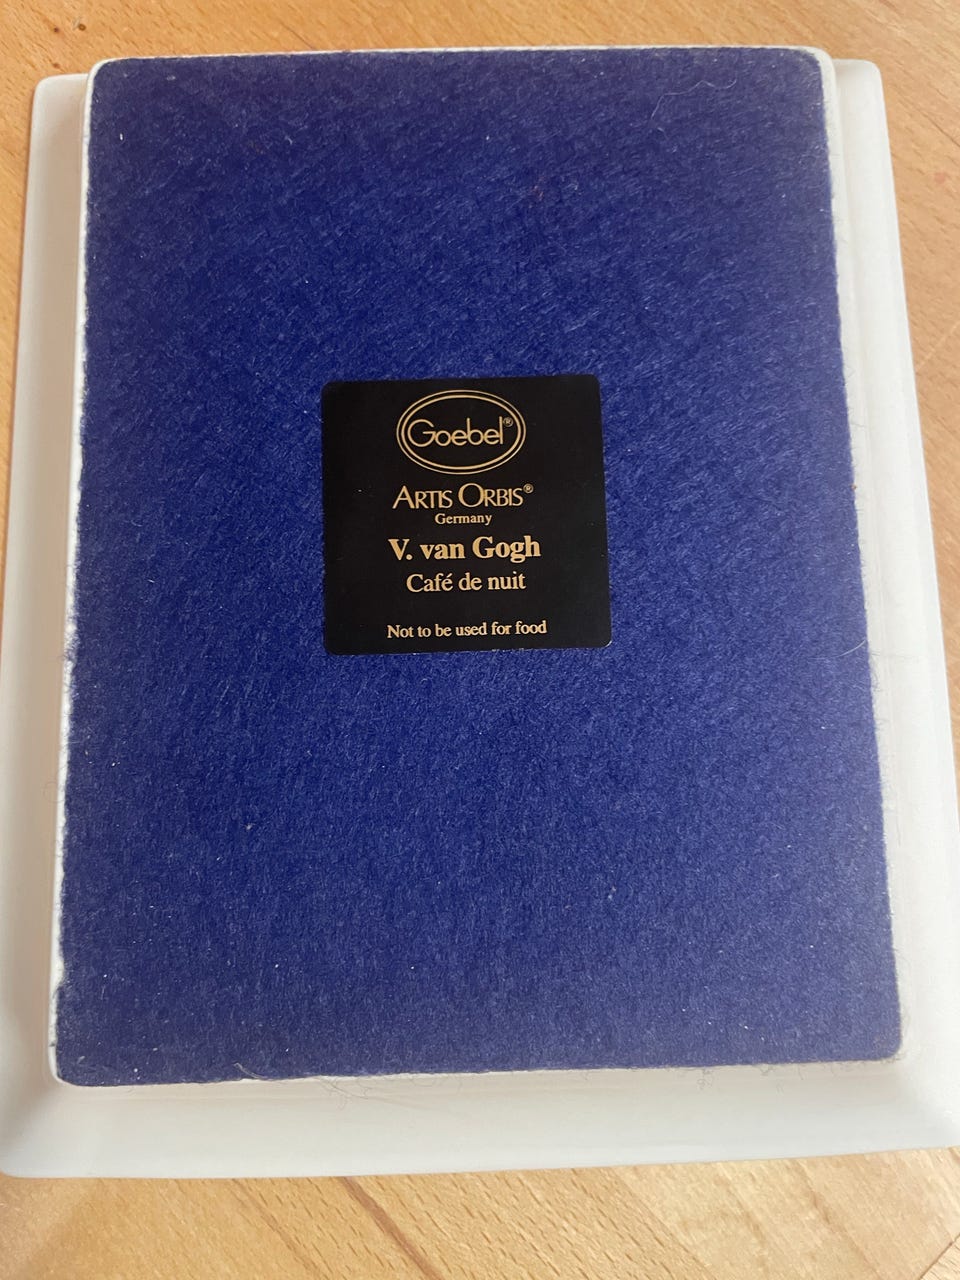 Goebel®
ARTIS ORBIS®
Germany
V. van Gogh
Café de nuit
Not to be used for food